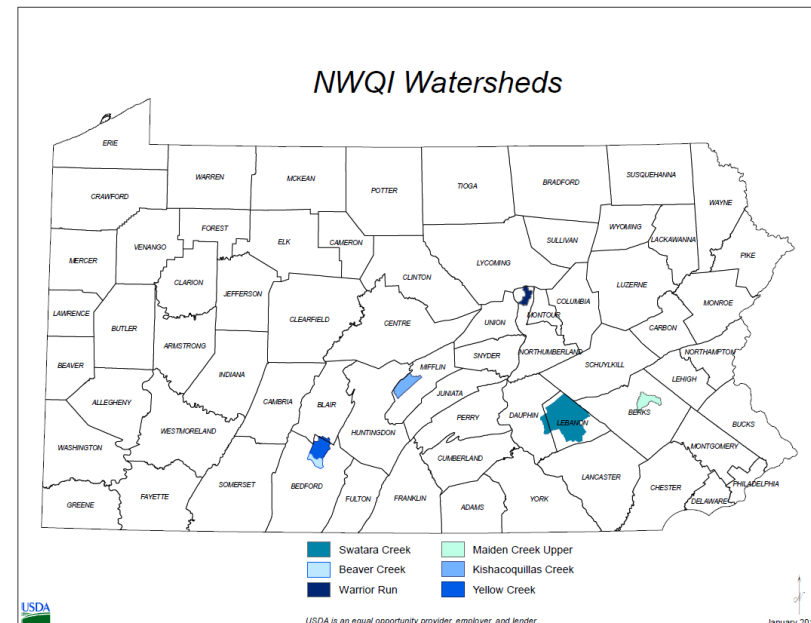 NWQI Watersheds
ERIE
CRAWFORD
WARREN
MCKEAN
POTTER
TIOGA
BRADFORD
SUSQUEHANNA
WAYNE
FOREST
VENANGO
ELK
CAMERON
SULLIVAN
WYOMING
LACKAWANNA
PIKE
MERCER
CLARION
JEFFERSON
CLINTON
LYCOMING
LUZERNE
MONROE
LAWRENCE
BUTLER
CLEARFIELD
CENTRE
UNION
MONTOUR
COLUMBIA
CARBON
ARMSTRONG
SNYDER
NORTHUMBERLAND
SCHUYLKILL
NORTHAMPTON
BEAVER
INDIANA
MIFFLIN
LEHIGH
ALLEGHENY
CAMBRIA
BLAIR
JUNIATA
PERRY
DAUPHIN
LEBANON
BERKS
BUCKS
WESTMORELAND
HUNTINGDON
WASHINGTON
CUMBERLAND
MONTGOMERY
GREENE
FAYETTE
SOMERSET
BEDFORD
FULTON
FRANKLIN
ADAMS
YORK
LANCASTER
CHESTER
DELAWARE
PHILADELPHIA
Swatara Creek
Maiden Creek Upper
Beaver Creek
Kishacoquillas Creek
Warrior Run
Yellow Creek
USDA
USDA is an equal opportunity provider, employer, and lender